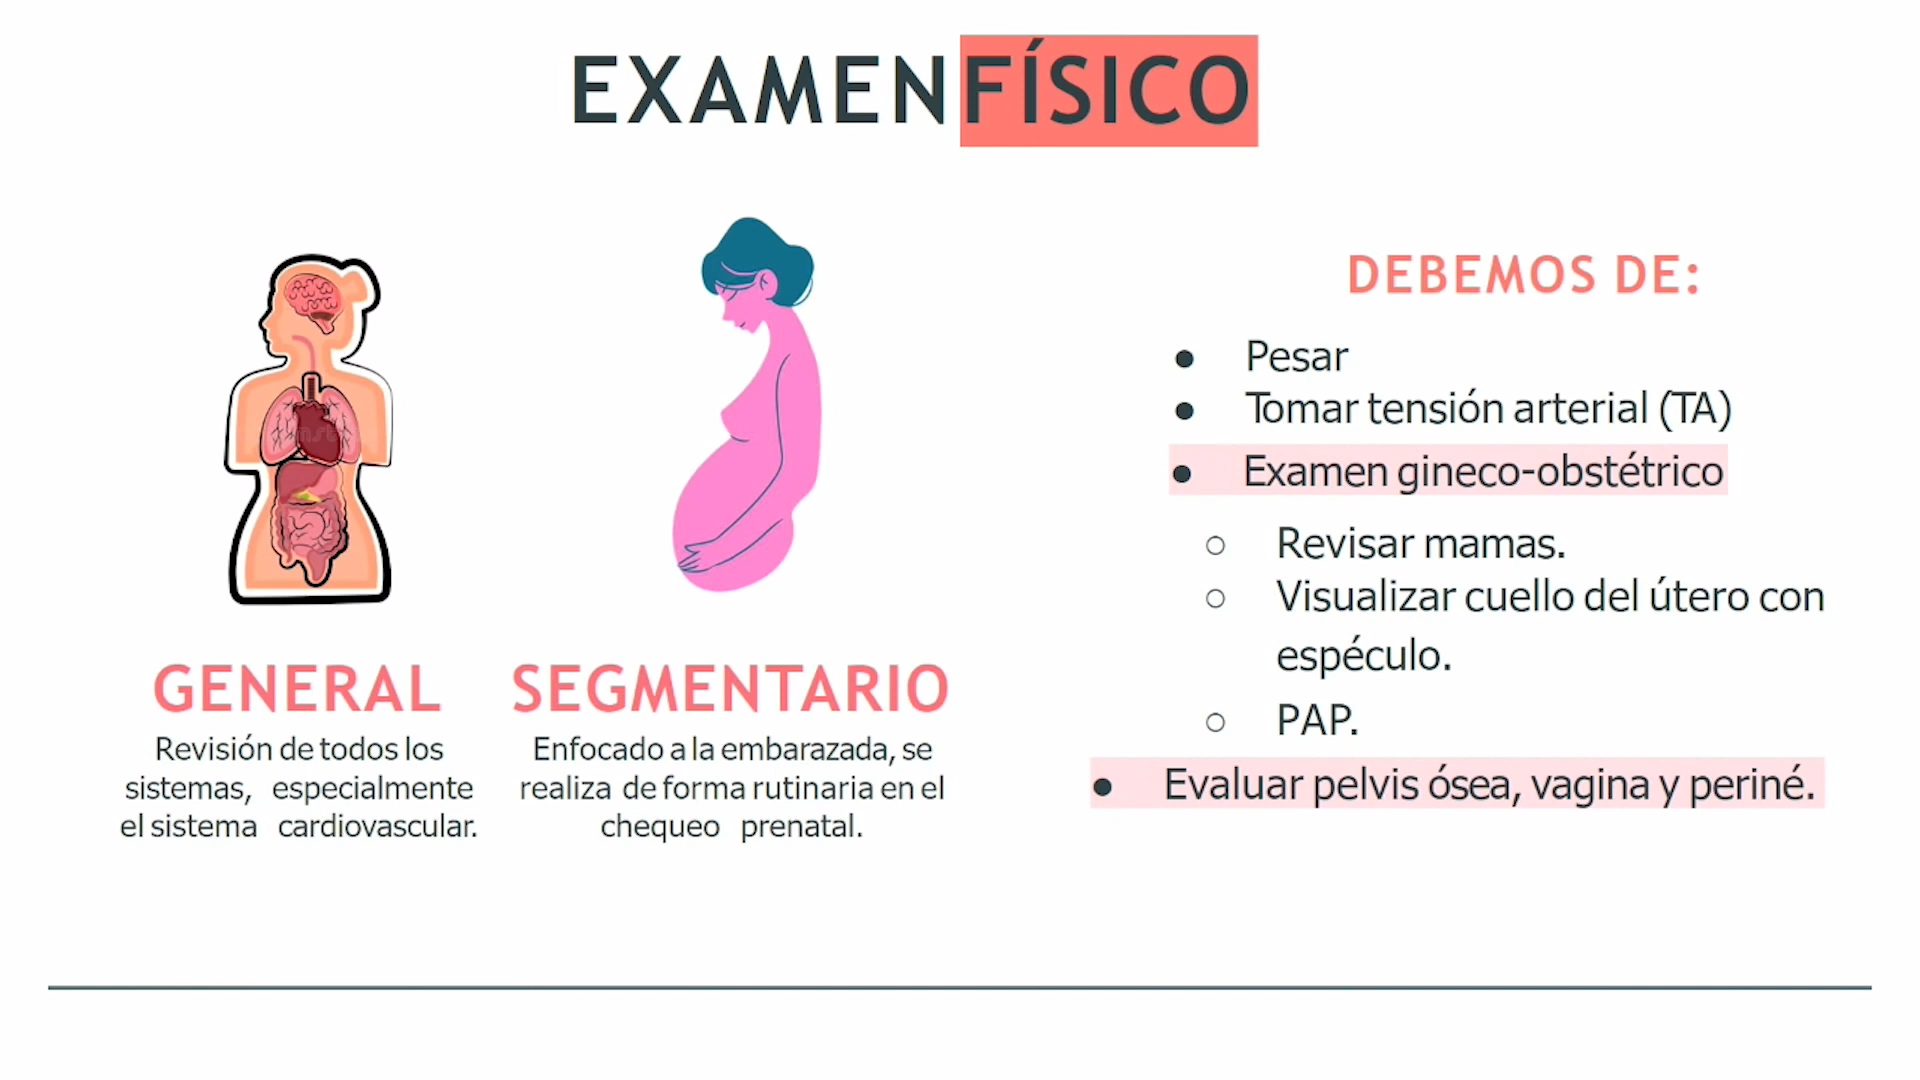 EXAMEN FÍSICO
GENERAL
Revisión de todos los
sistemas, especialmente
el sistema cardiovascular.
SEGMENTARIO
Enfocado a la embarazada, se
realiza de forma rutinaria en el
chequeo prenatal.
DEBEMOS DE:
● Pesar
● Tomar tensión arterial (TA)
● Examen gineco-obstétrico
○ Revisar mamas.
○ Visualizar cuello del útero con
espéculo.
○ PAP.
● Evaluar pelvis ósea, vagina y periné.